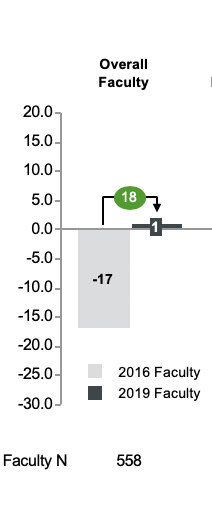 Overall
Faculty
20.0
15.0
10.0
5.0
0.0
-5.0
-10.0
-15.0
-20.0
-25.0
-30.0
18
1
-17
2016 Faculty
2019 Faculty
Faculty N 558